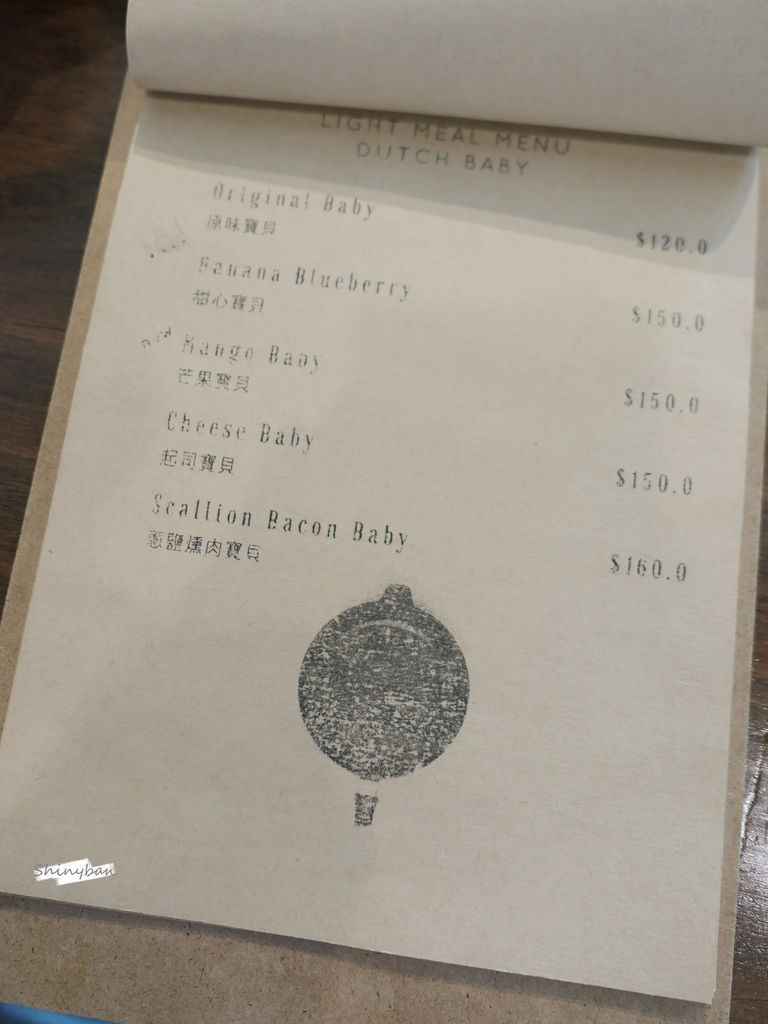 LIGHT MEAL MENU
DUTCH BABY
Original Baby
原味寶貝
$120.0
Banana Blueberry
甜心寶貝
$150.0
Mango Baby
芒果寶貝
$150.0
Cheese Baby
起司寶貝
$150.0
Scallion Bacon Baby
蔥鹽燻肉寶貝
$160.0
Shinyban